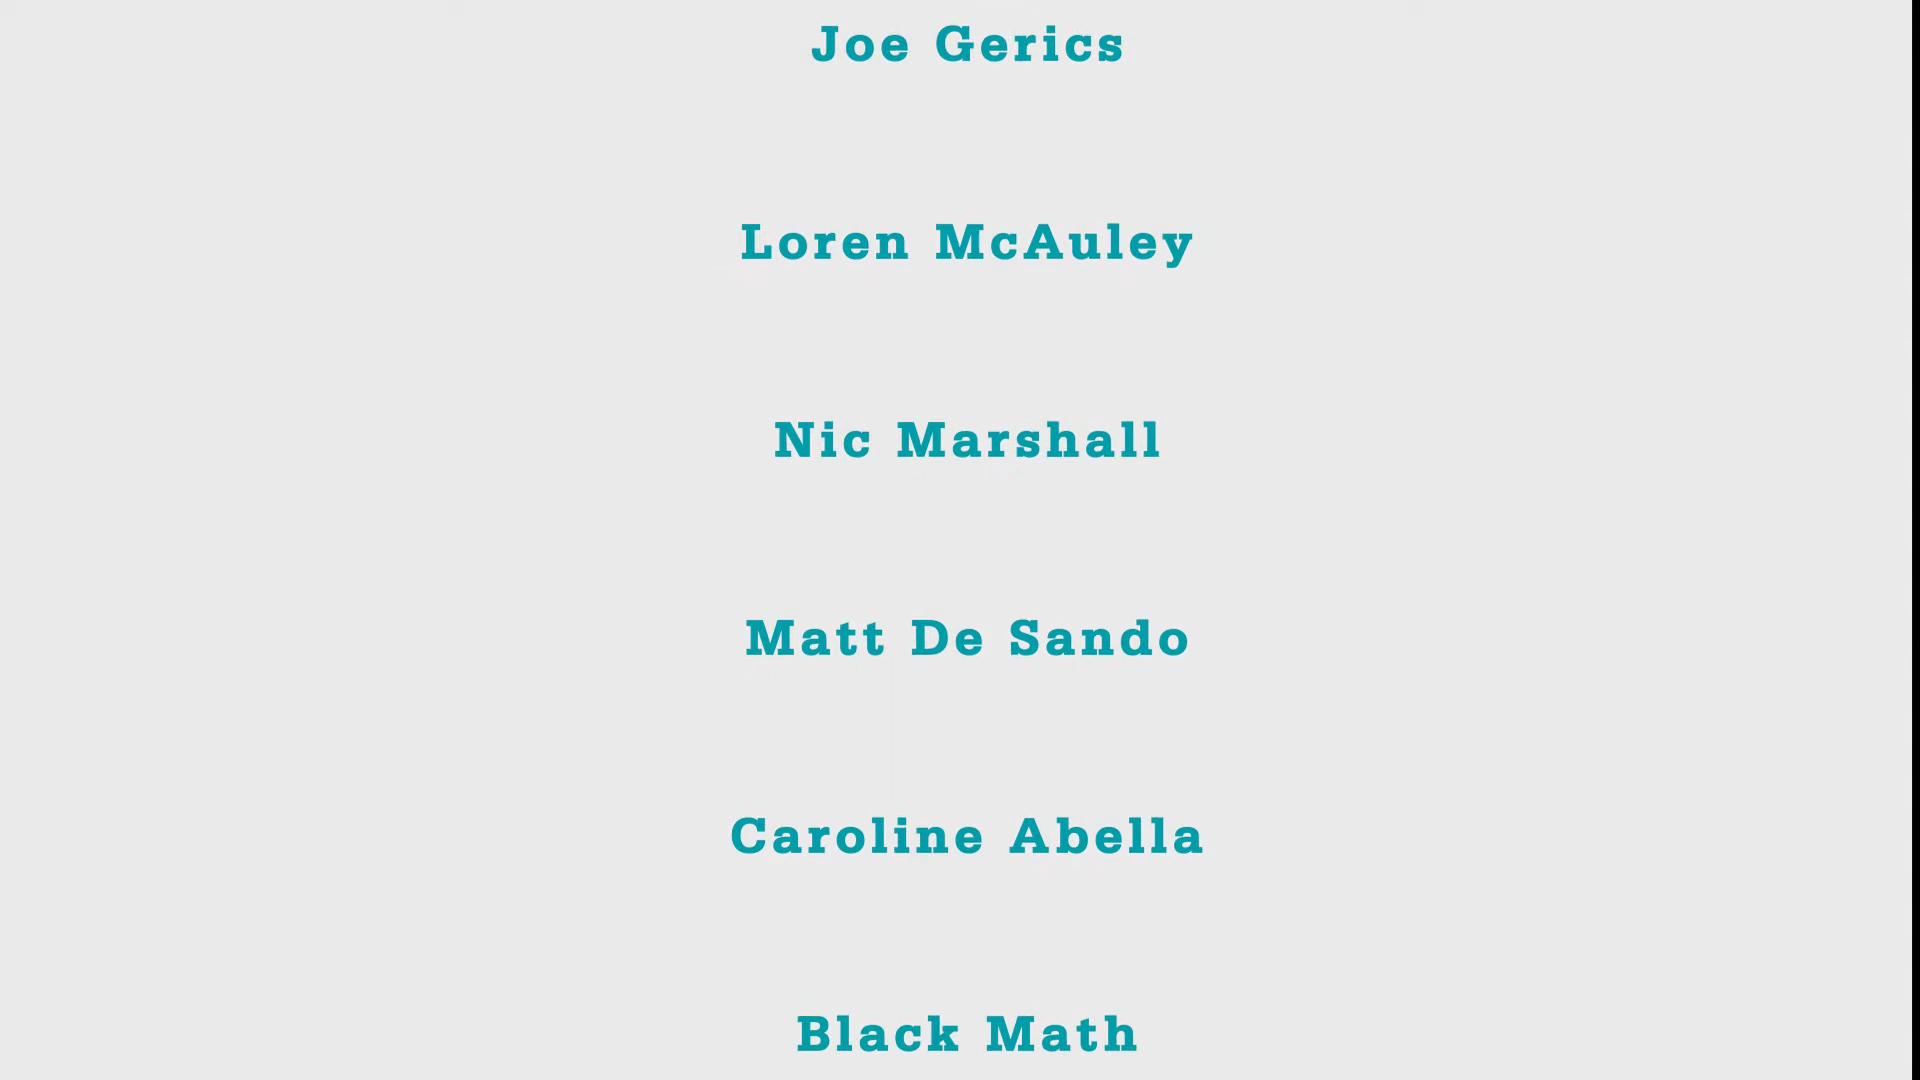 Joe Gerics
Loren McAuley
Nic Marshall
Matt De Sando
Caroline Abella
Black Math